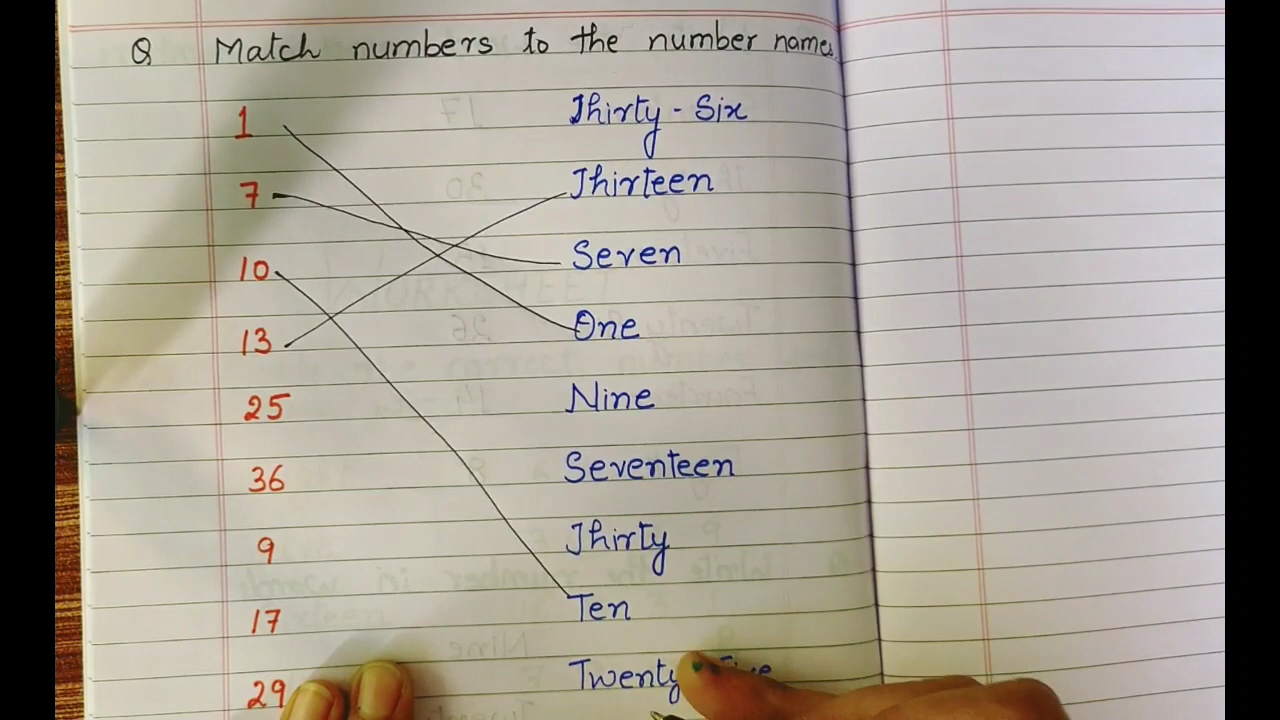 Q Match numbers to the number names
1 Thirty - Six
7 Thirteen
10 Seven
13 One
25 Nine
36 Seventeen
9 Thirty
17 Ten
29 Twenty